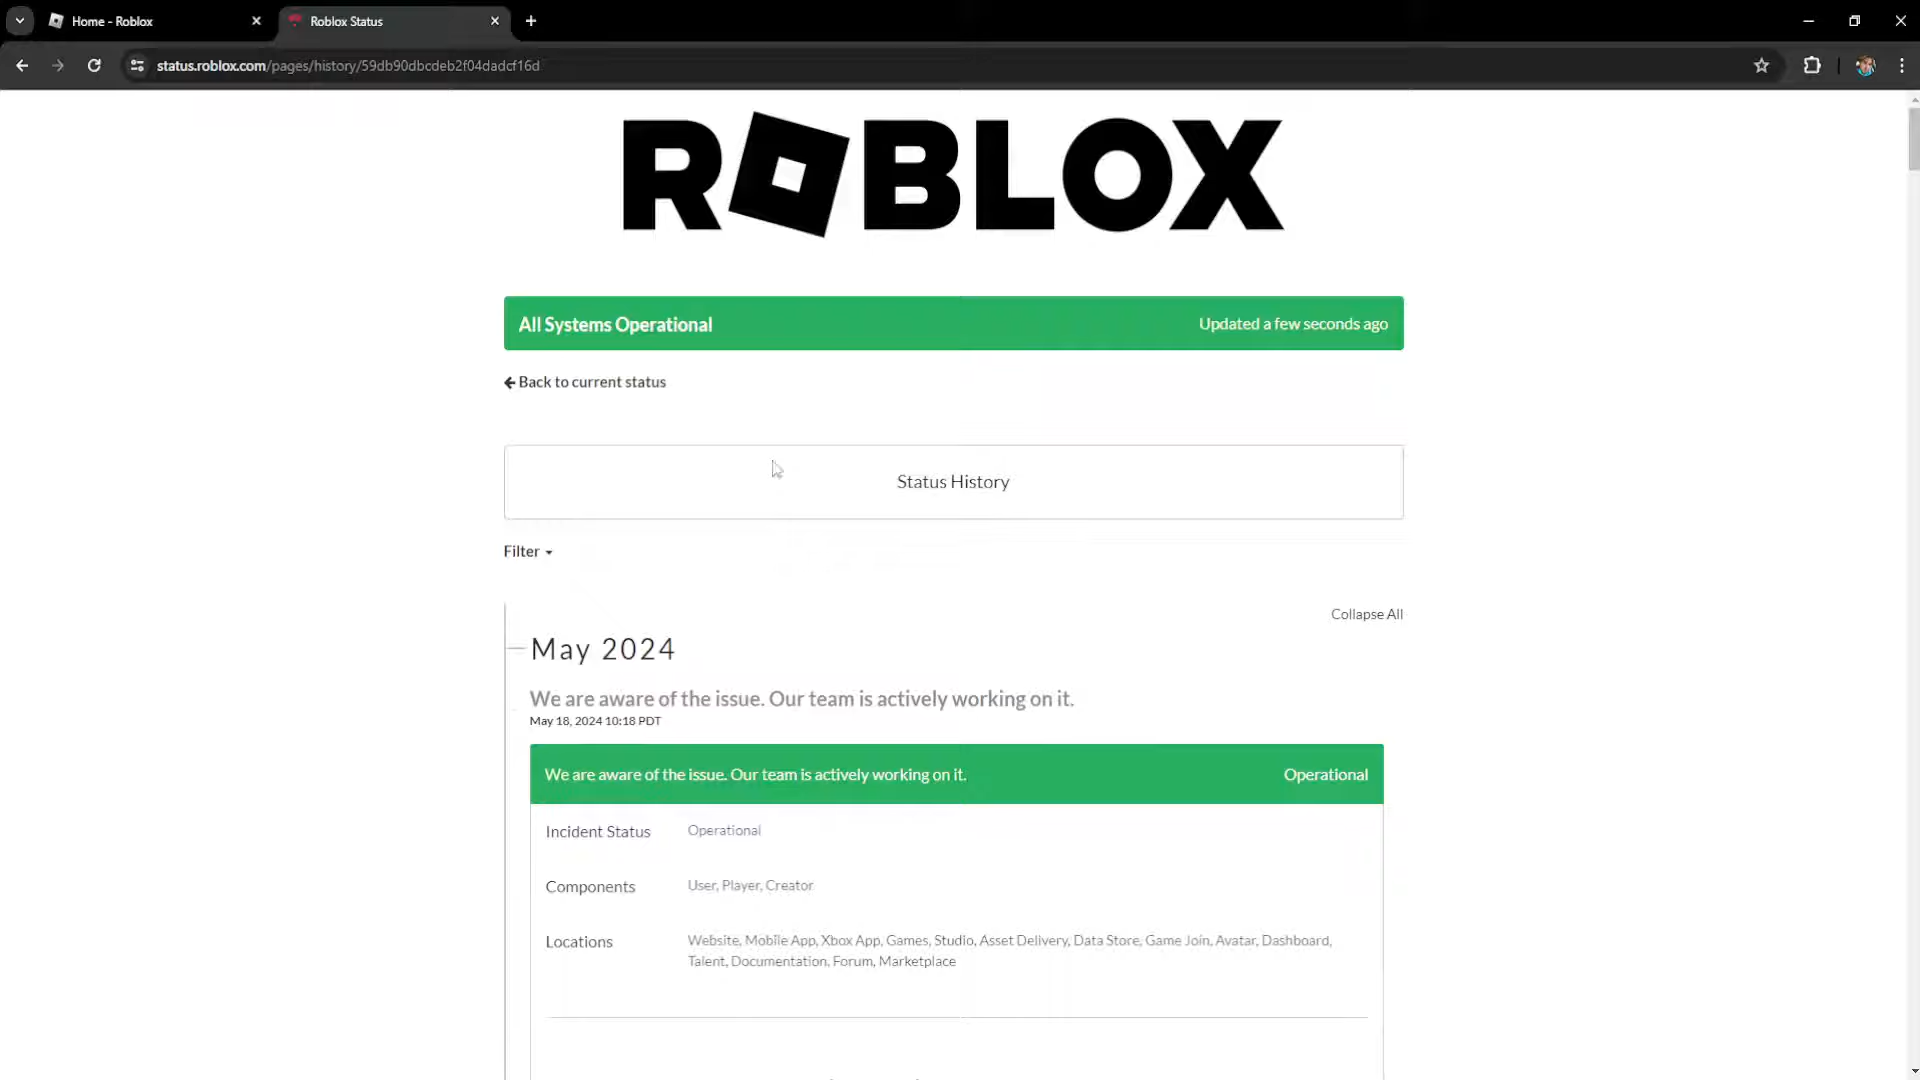 Home - Roblox
Roblox Status
status.roblox.com/pages/history/59db90dbcdeb2f04dadcf16d
ROBLOX
All Systems Operational
Updated a few seconds ago
Back to current status
Status History
Filter
Collapse All
May 2024
We are aware of the issue. Our team is actively working on it.
May 18, 2024 10:18 PDT
We are aware of the issue. Our team is actively working on it.
Operational
Incident Status
Operational
Components
User, Player, Creator
Locations
Website, Mobile App, Xbox App, Games, Studio, Asset Delivery, Data Store, Game Join, Avatar, Dashboard,
Talent, Documentation, Forum, Marketplace